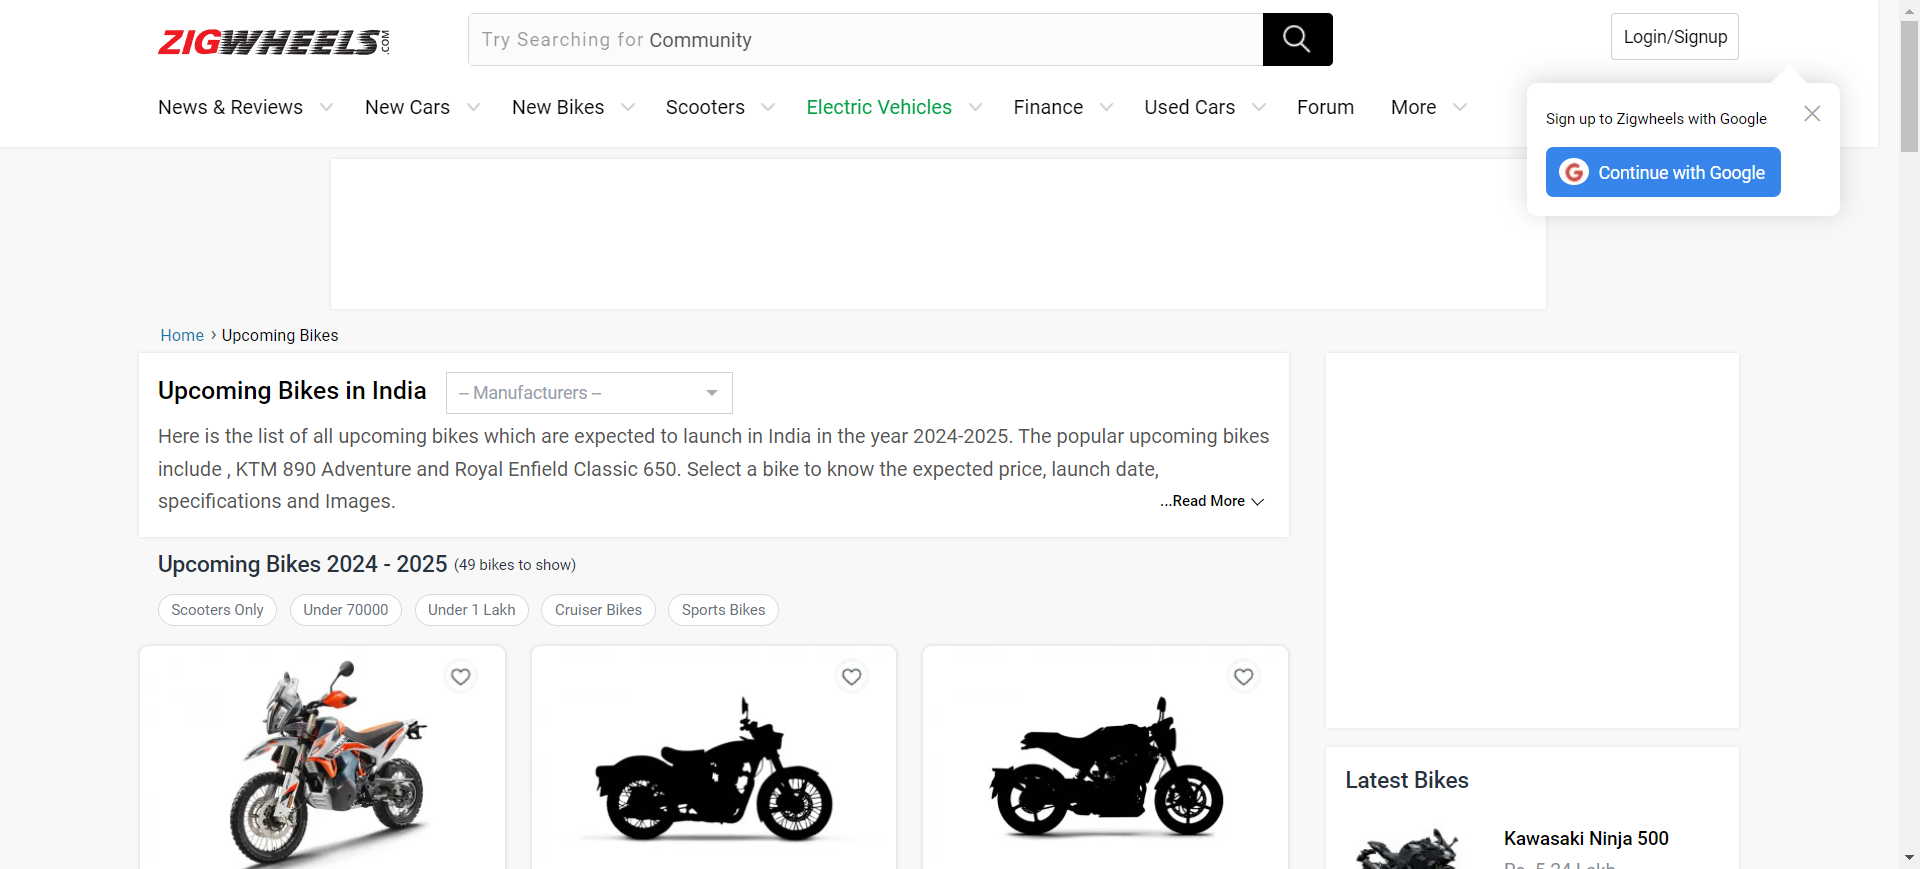 ZIGWHEELS.COM
Try Searching for Community
Login/Signup
News & Reviews
New Cars
New Bikes
Scooters
Electric Vehicles
Finance
Used Cars
Forum
More
Sign up to Zigwheels with Google
Continue with Google
Home › Upcoming Bikes
Upcoming Bikes in India
-- Manufacturers --
Here is the list of all upcoming bikes which are expected to launch in India in the year 2024-2025. The popular upcoming bikes
include , KTM 890 Adventure and Royal Enfield Classic 650. Select a bike to know the expected price, launch date,
specifications and Images.
...Read More
Upcoming Bikes 2024 - 2025 (49 bikes to show)
Scooters Only
Under 70000
Under 1 Lakh
Cruiser Bikes
Sports Bikes
Latest Bikes
Kawasaki Ninja 500
Rs. 5.24 Lakh